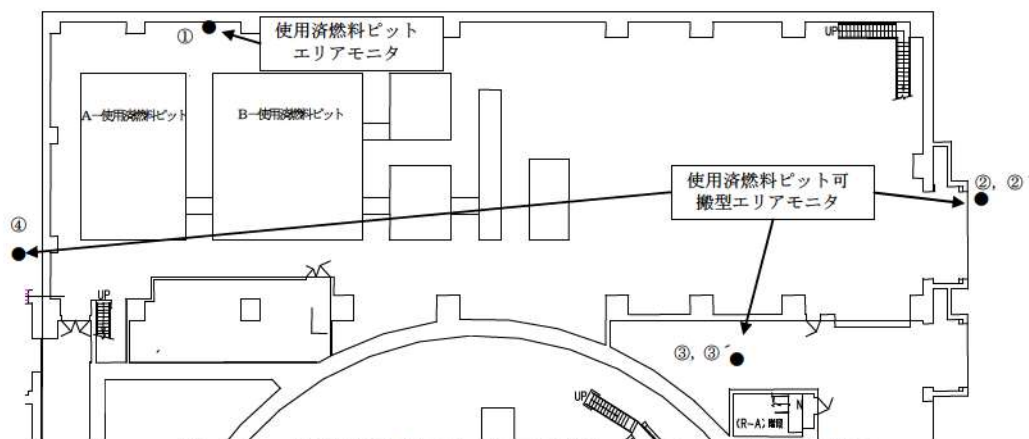 ①
使用済燃料ピット
エリアモニタ
UP
A-使用済燃料ピット
B-使用済燃料ピット
使用済燃料ピット可
搬型エリアモニタ
②, ②
④
UP
③, ③´
UP
N
(R-A)階段